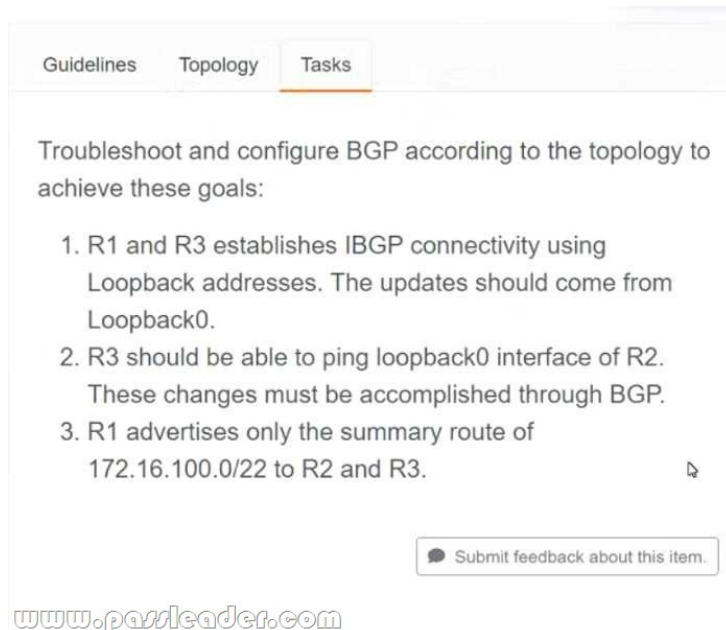 Guidelines Topology Tasks
Troubleshoot and configure BGP according to the topology to
achieve these goals:
1. R1 and R3 establishes IBGP connectivity using
Loopback addresses. The updates should come from
Loopback0.
2. R3 should be able to ping loopback0 interface of R2.
These changes must be accomplished through BGP.
3. R1 advertises only the summary route of
172.16.100.0/22 to R2 and R3.
Submit feedback about this item.
www.passleader.com